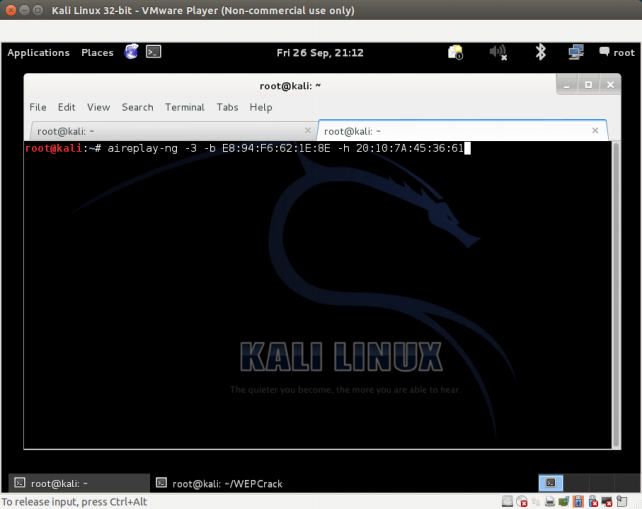 Kali Linux 32-bit - VMware Player (Non-commercial use only)
Applications Places Fri 26 Sep, 21:12 root
root@kali: ~
File Edit View Search Terminal Tabs Help
root@kali: ~ × root@kali: ~ ×
root@kali:~# aireplay-ng -3 -b E8:94:F6:62:1E:8E -h 20:10:7A:45:36:61
KALI LINUX
The quieter you become, the more you are able to hear.
root@kali: ~ root@kali: ~/WEPCrack
To release input, press Ctrl+Alt